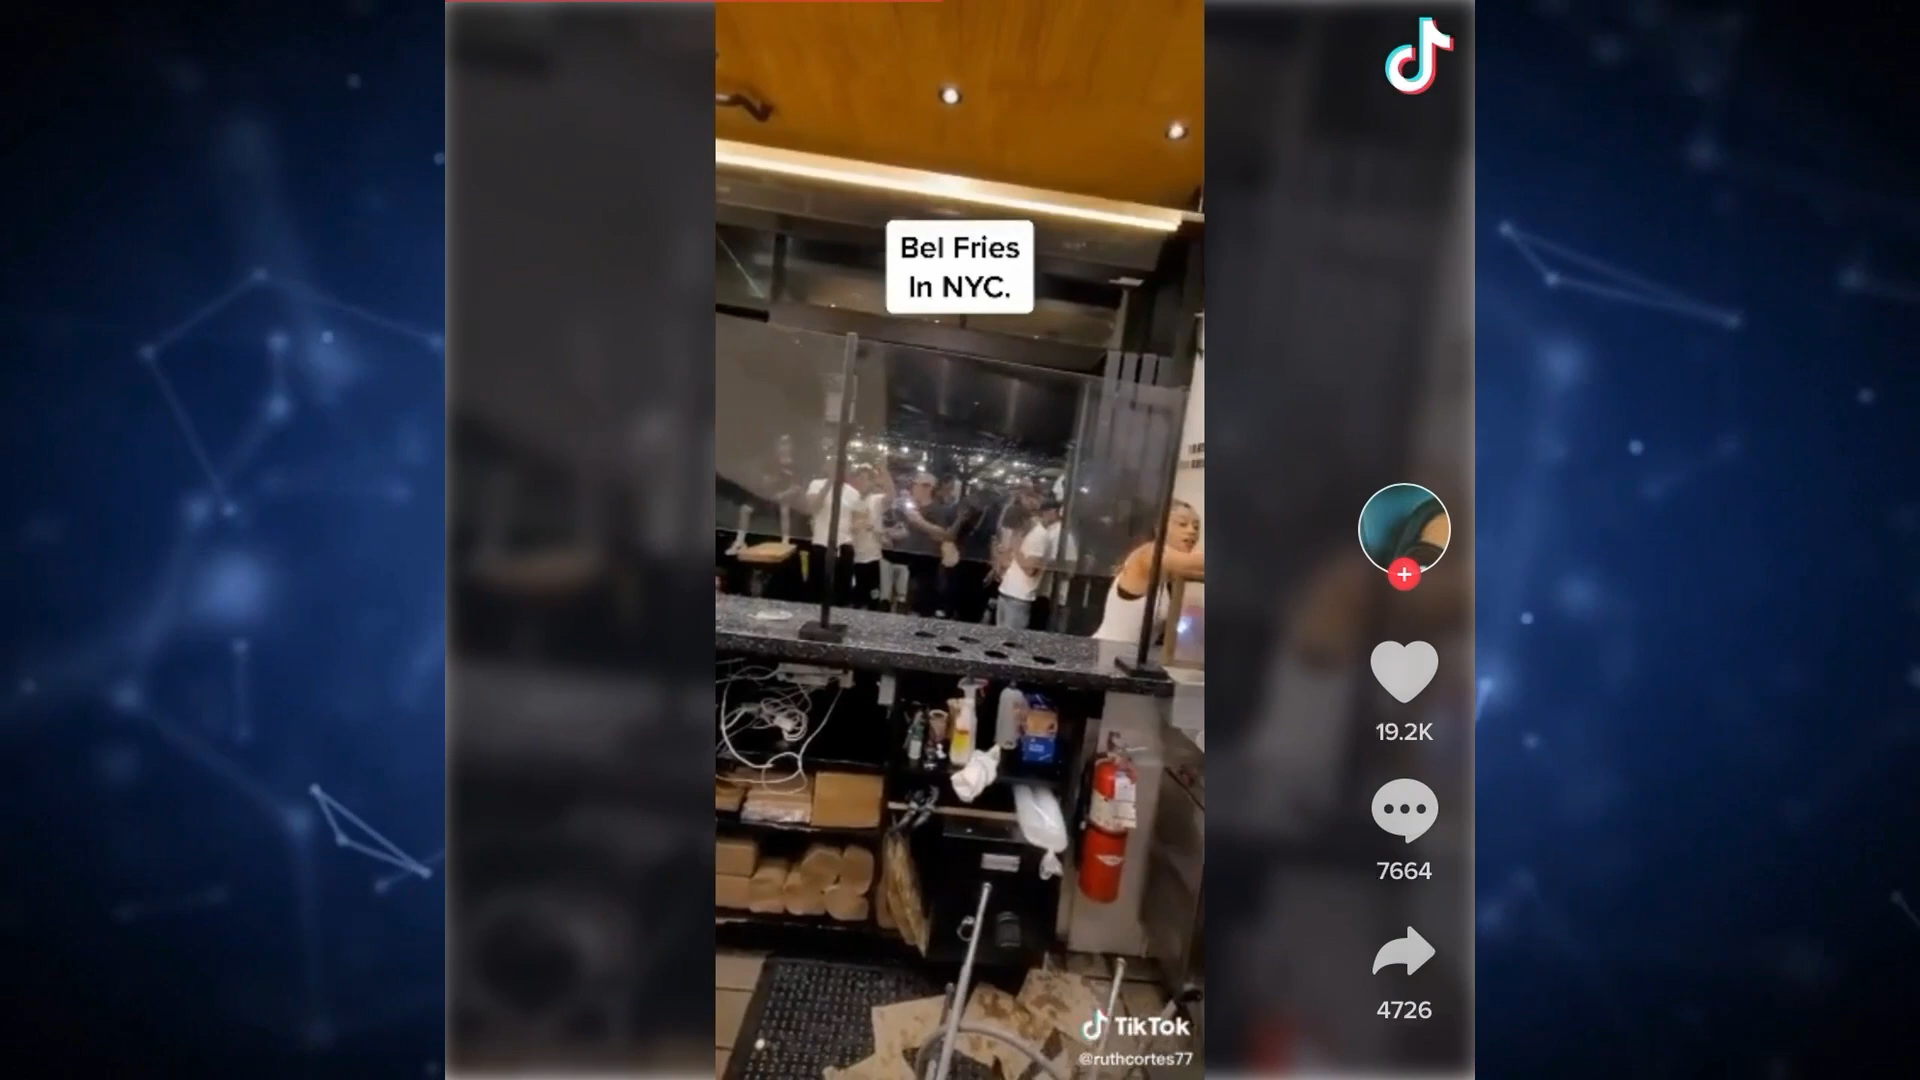 Bel Fries
In NYC.
19.2K
7664
4726
TikTok
@ruthcortes77